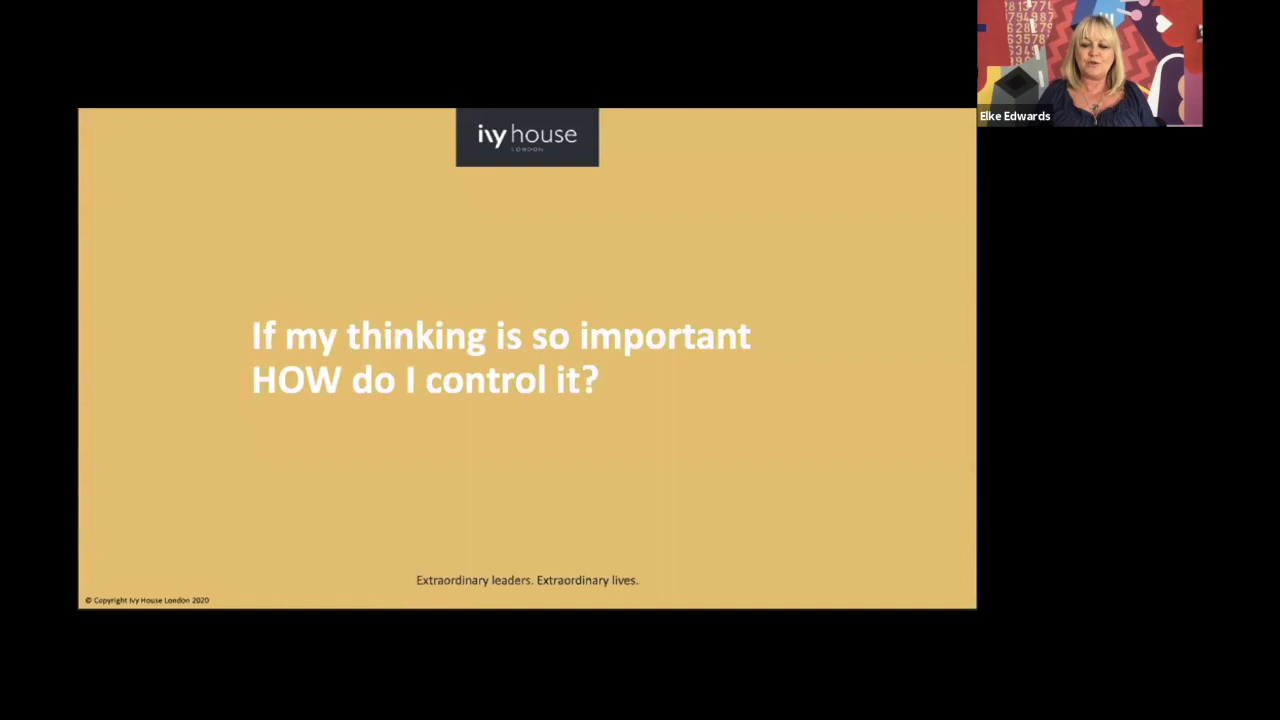 Elke Edwards
ivy house
LONDON
If my thinking is so important
HOW do I control it?
Extraordinary leaders. Extraordinary lives.
© Copyright Ivy House London 2020